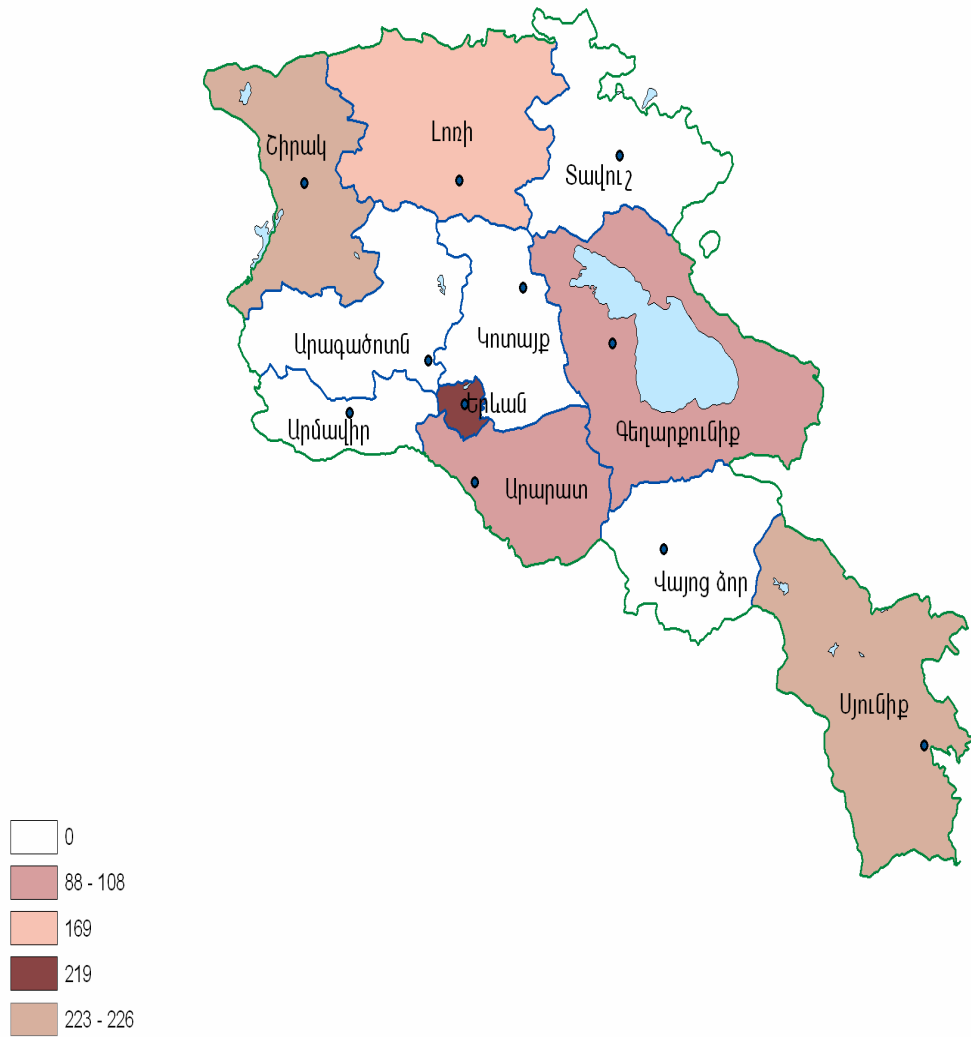 Լոռի
Շիրակ
Տավուշ
Արագածոտն
Կոտայք
Երևան
Արմավիր
Գեղարքունիք
Արարատ
Վայոց ձոր
Սյունիք
0
88 - 108
169
219
223 - 226